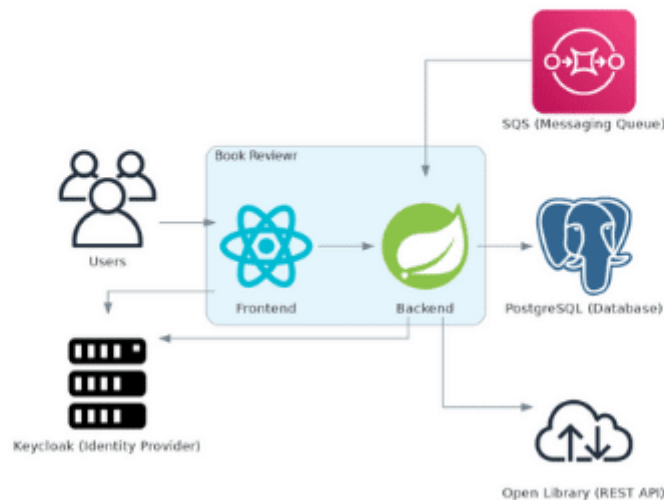 SQS (Messaging Queue)
Book Reviewr
Users
Frontend
Backend
PostgreSQL (Database)
Keycloak (Identity Provider)
Open Library (REST API)